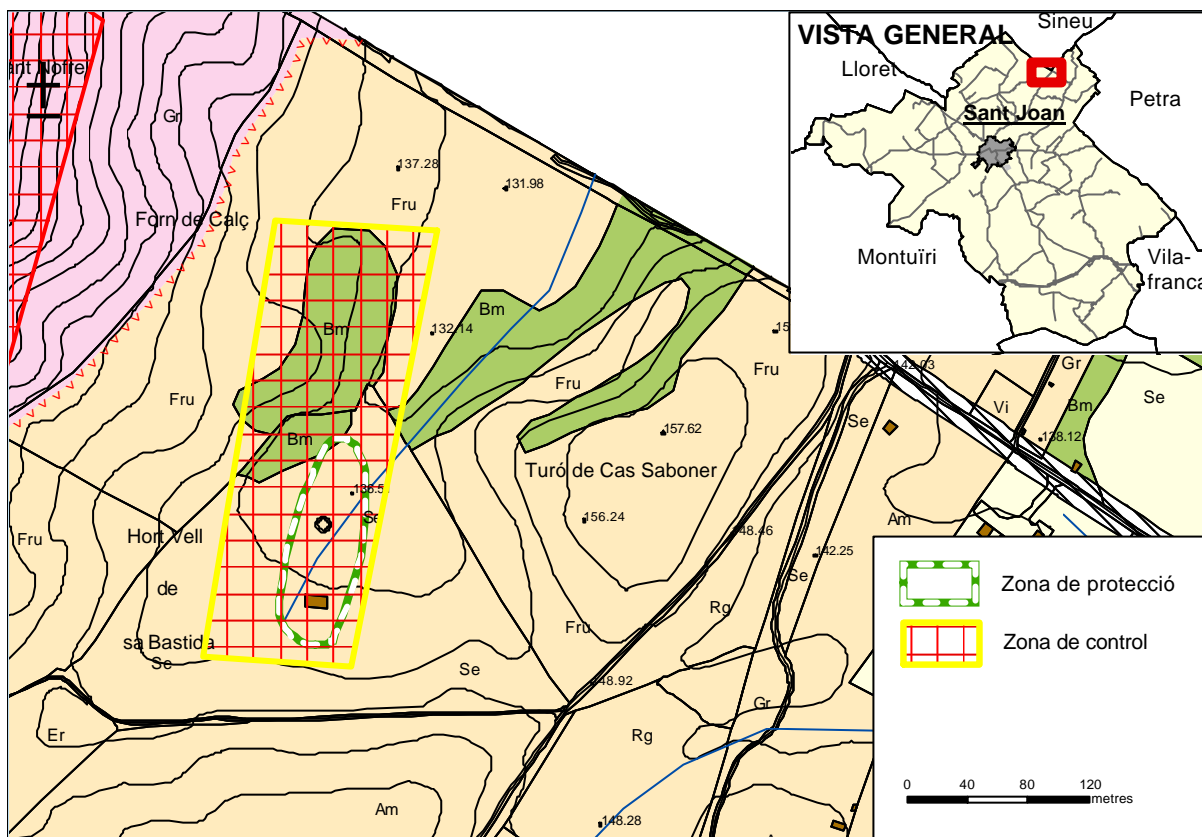 VISTA GENERAL
Sineu
Lloret
Petra
Sant Joan
Montuïri
Vila-
franca
Gr
137.28
131.98
Fru
Forn de Calç
Bm
Bm
132.14
Fru
Fru
Fru
Bm
Se
157.62
Turó de Cas Saboner
156.24
Gr
Vi
Bm
Se
138.12
Am
148.46
142.25
Se
Fru
Hort Vell
de
sa Bastida
Se
Se
Fru
Rg
148.92
Gr
Rg
Er
Am
148.28
Zona de protecció
Zona de control
0 40 80 120
metres